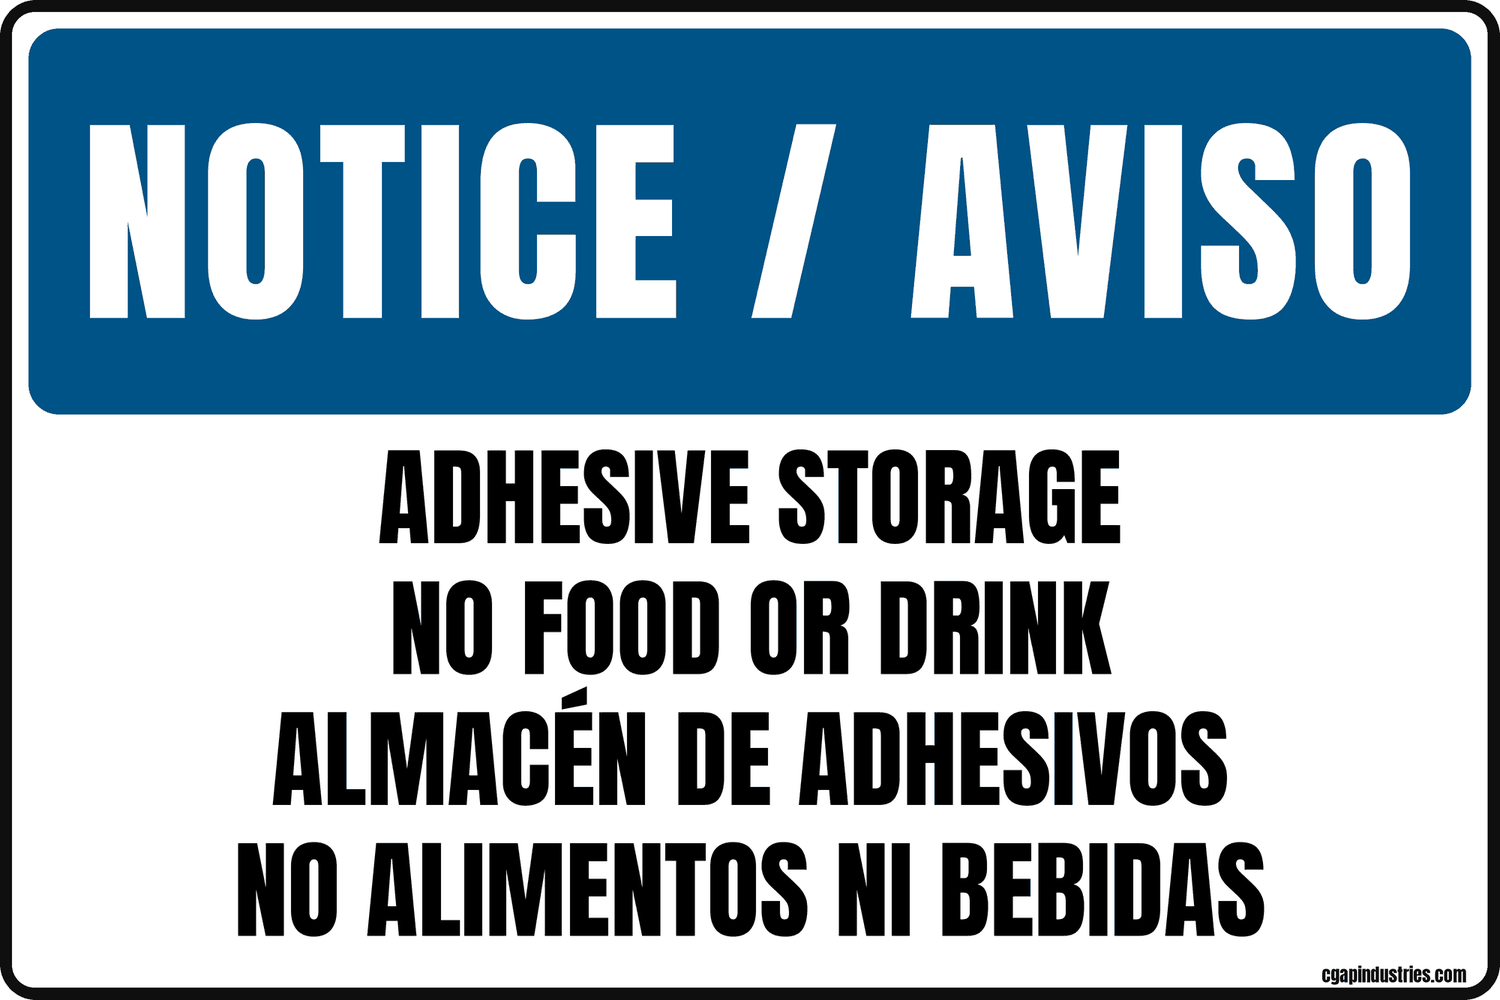 NOTICE / AVISO
ADHESIVE STORAGE
NO FOOD OR DRINK
ALMACÉN DE ADHESIVOS
NO ALIMENTOS NI BEBIDAS
cgapindustries.com